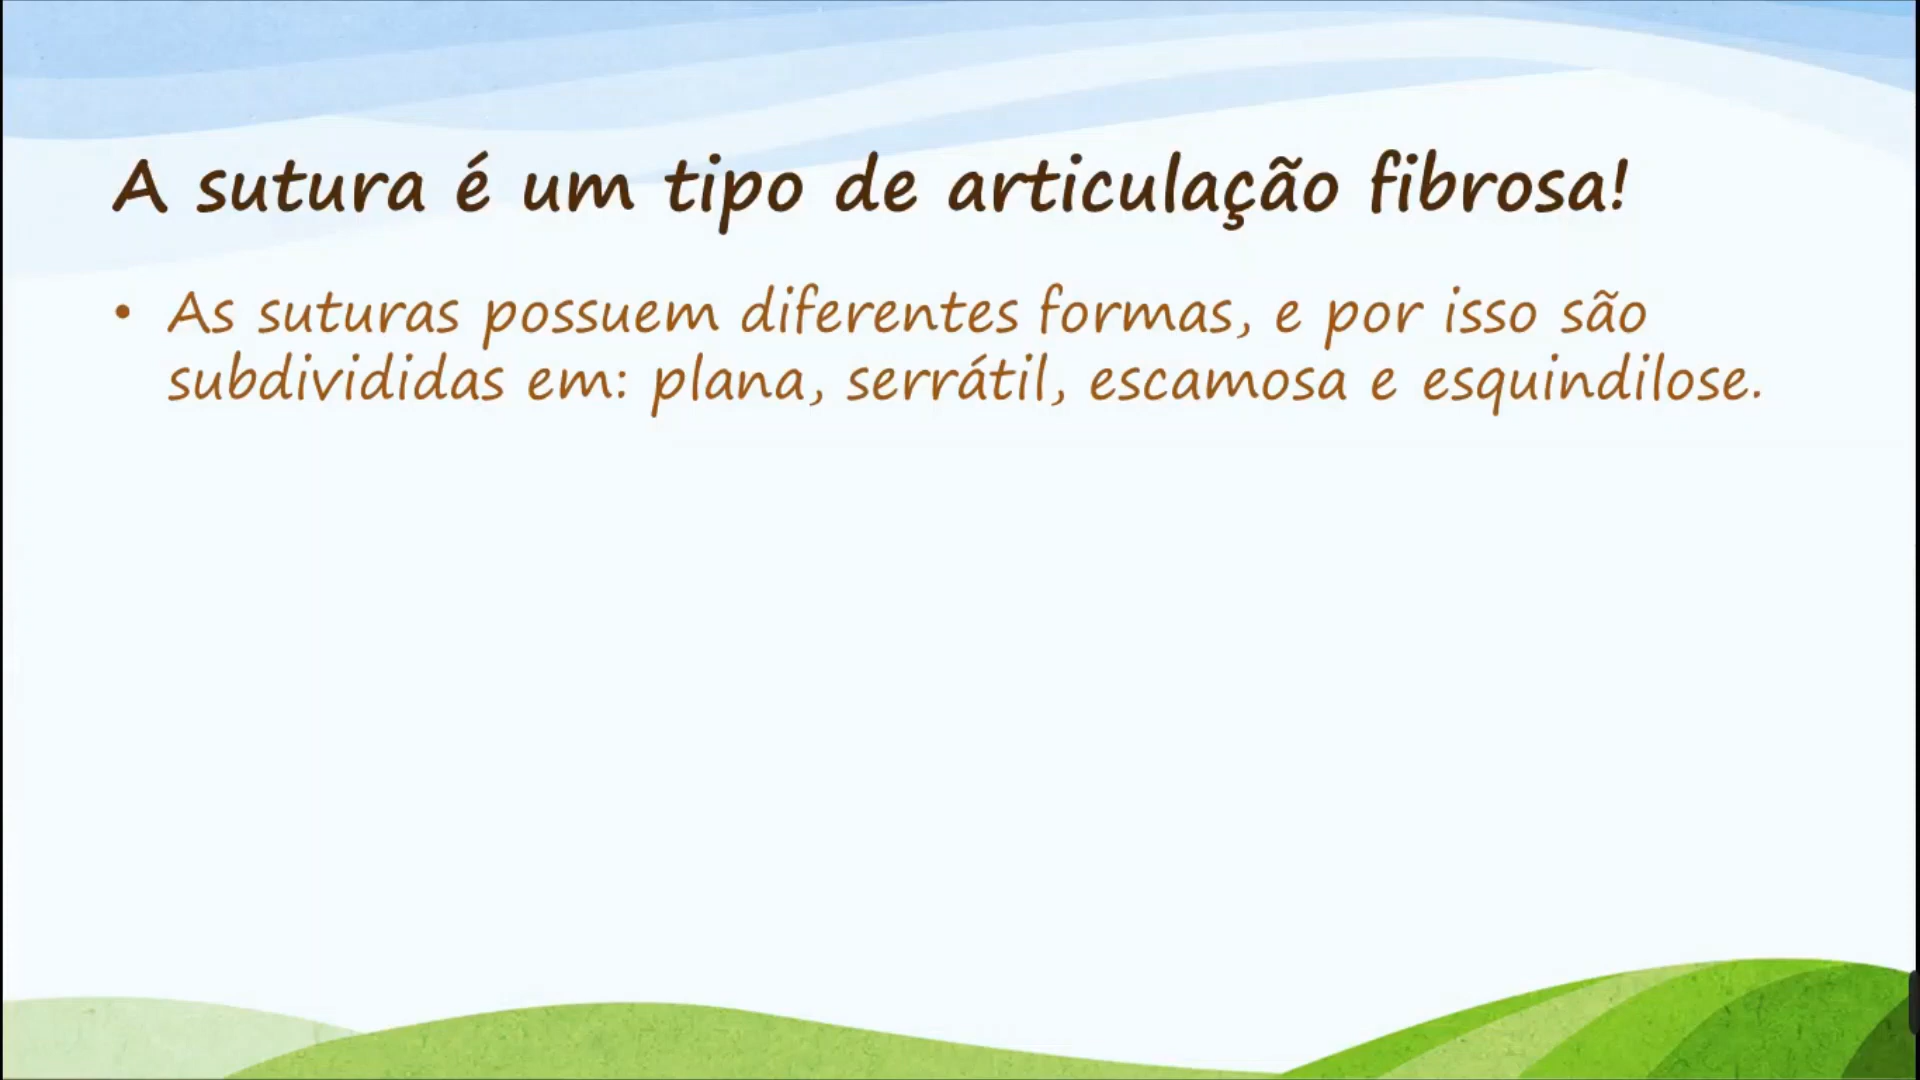 A sutura é um tipo de articulação fibrosa!
• As suturas possuem diferentes formas, e por isso são
subdivididas em: plana, serrátil, escamosa e esquindilose.